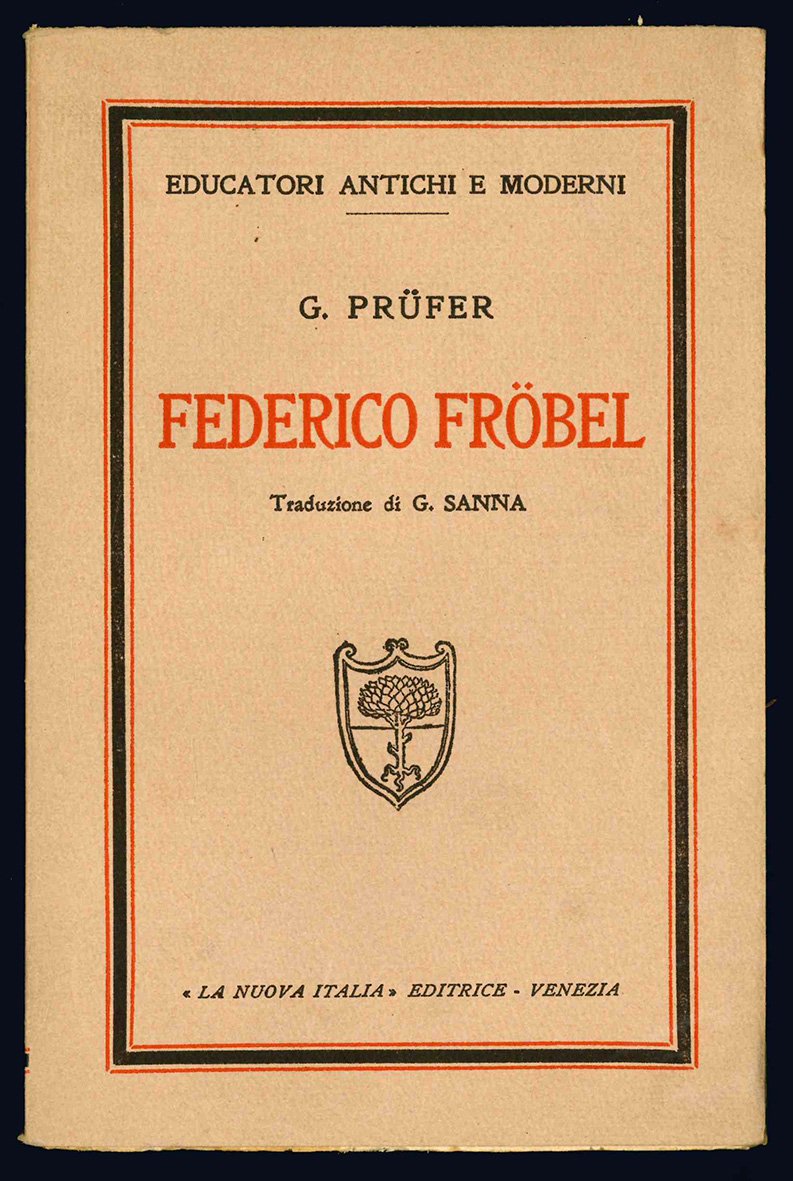 EDUCATORI ANTICHI E MODERNI
G. PRÜFER
FEDERICO FRÖBEL
Traduzione di G. SANNA
« LA NUOVA ITALIA » EDITRICE - VENEZIA